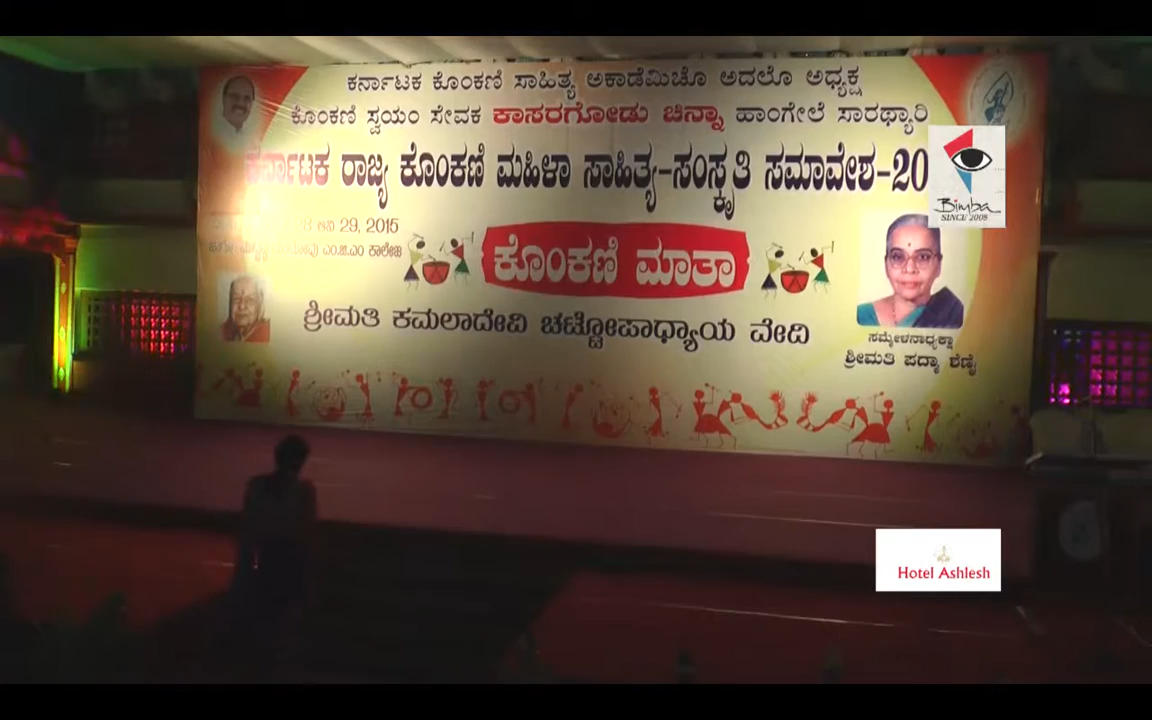 ಕರ್ನಾಟಕ ಕೊಂಕಣಿ ಸಾಹಿತ್ಯ ಅಕಾಡೆಮಿಚೊ ಅದಲೊ ಅಧ್ಯಕ್ಷ
ಕೊಂಕಣಿ ಸ್ವಯಂ ಸೇವಕ ಕಾಸರಗೋಡು ಚಿನ್ನಾ ಹಾಂಗೇಲೆ ಸಾರಥ್ಯಾರಿ
ಕರ್ನಾಟಕ ರಾಜ್ಯ ಕೊಂಕಣಿ ಮಹಿಳಾ ಸಾಹಿತ್ಯ-ಸಂಸ್ಕೃತಿ ಸಮಾವೇಶ-20
Bimba
SINCE 2008
ಆನಿ 29, 2015
ಎಂ.ಜಿ.ಎಂ ಕಾಲೇಜ
ಕೊಂಕಣಿ ಮಾತಾ
ಶ್ರೀಮತಿ ಕಮಲಾದೇವಿ ಚಟ್ಟೋಪಾಧ್ಯಾಯ ವೇದಿ
ಸಮ್ಮೇಳನಾಧ್ಯಕ್ಷಾ
ಶ್ರೀಮತಿ ಪದ್ಮಾ ಶೆಣೈ
Hotel Ashlesh